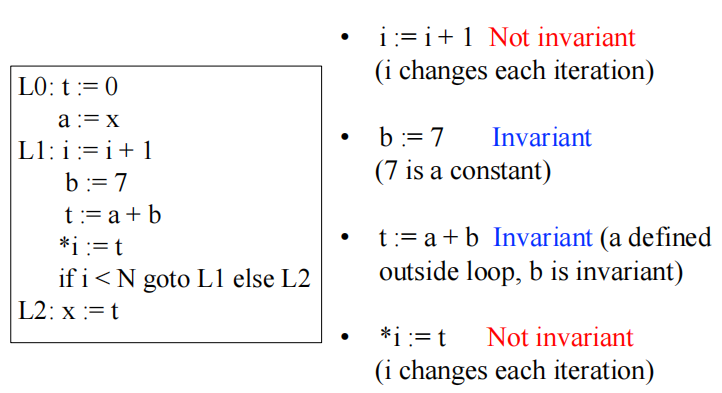 L0: t := 0
a := x
L1: i := i + 1
b := 7
t := a + b
*i := t
if i < N goto L1 else L2
L2: x := t
• i := i + 1 Not invariant
(i changes each iteration)
• b := 7 Invariant
(7 is a constant)
• t := a + b Invariant (a defined
outside loop, b is invariant)
• *i := t Not invariant
(i changes each iteration)